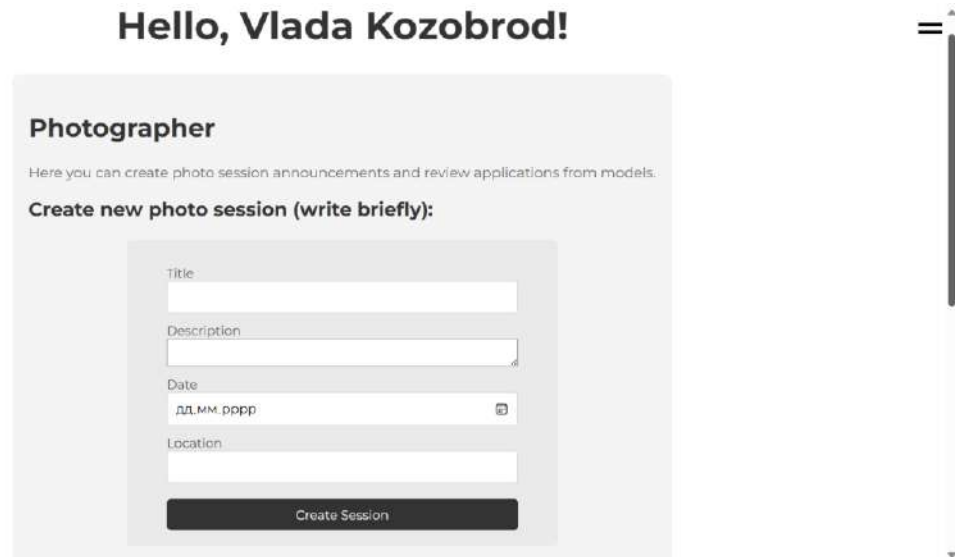 Hello, Vlada Kozobrod!
Photographer
Here you can create photo session announcements and review applications from models.
Create new photo session (write briefly):
Title
Description
Date
дд.мм.рррр
Location
Create Session